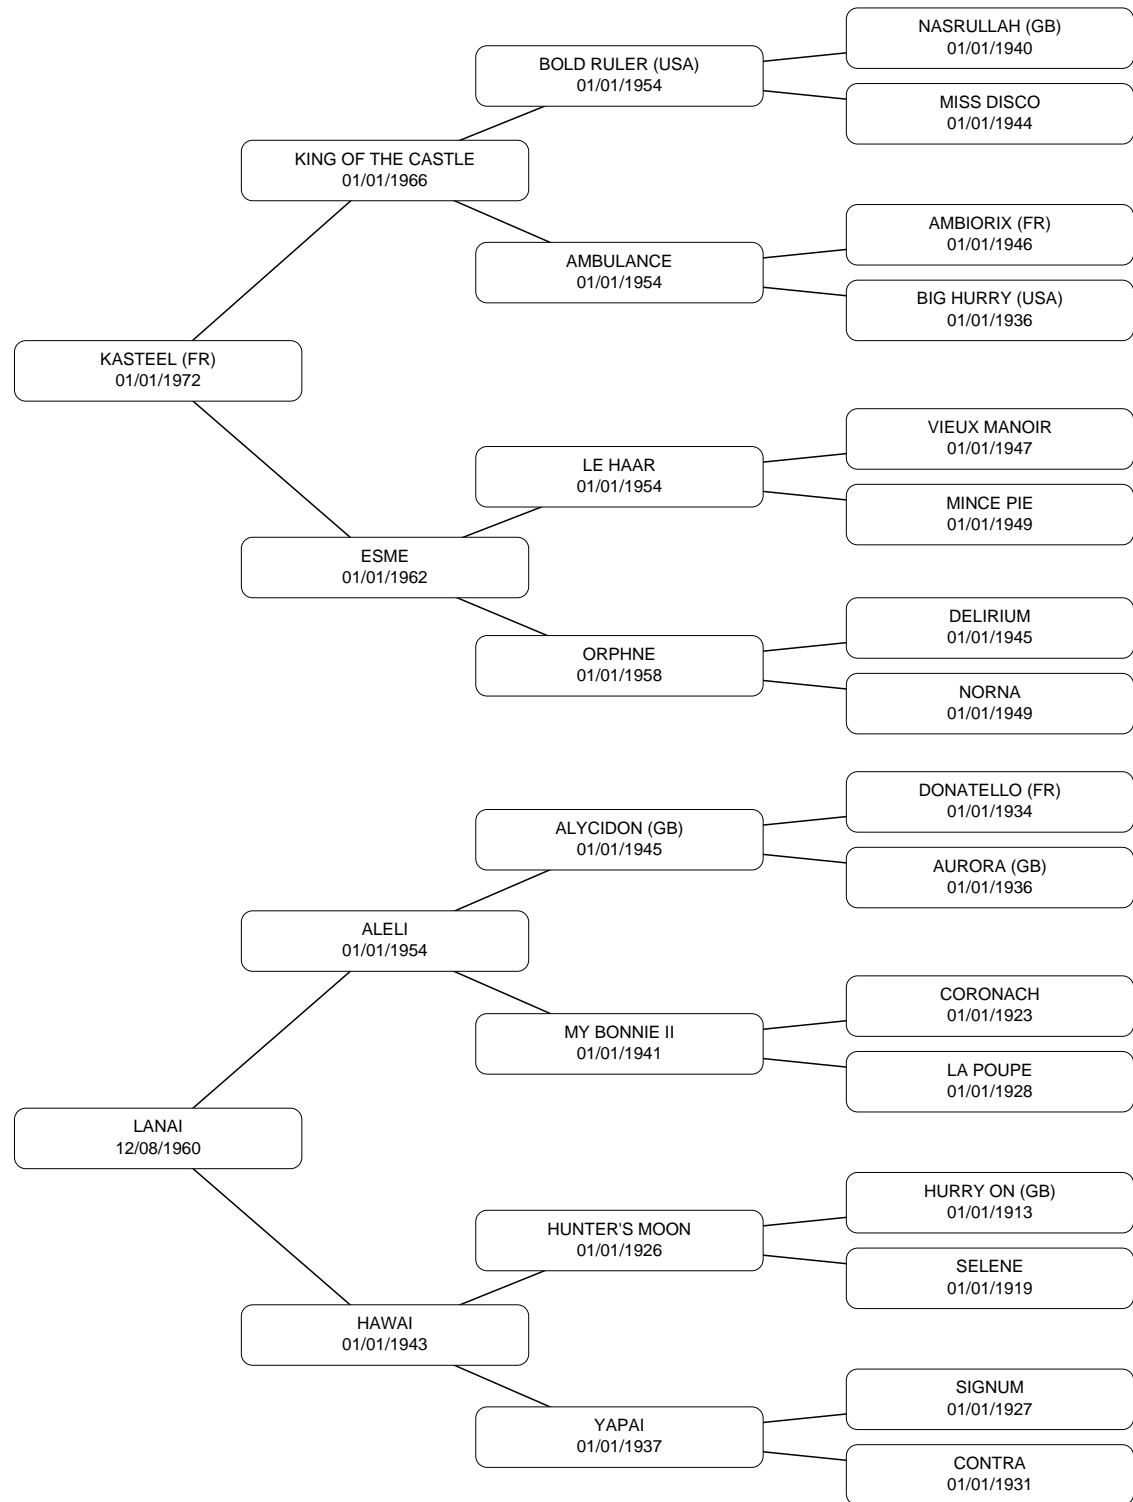 NASRULLAH (GB)
01/01/1940
BOLD RULER (USA)
01/01/1954
MISS DISCO
01/01/1944
KING OF THE CASTLE
01/01/1966
AMBIORIX (FR)
01/01/1946
AMBULANCE
01/01/1954
BIG HURRY (USA)
01/01/1936
KASTEEL (FR)
01/01/1972
VIEUX MANOIR
01/01/1947
LE HAAR
01/01/1954
MINCE PIE
01/01/1949
ESME
01/01/1962
DELIRIUM
01/01/1945
ORPHNE
01/01/1958
NORNA
01/01/1949
DONATELLO (FR)
01/01/1934
ALYCIDON (GB)
01/01/1945
AURORA (GB)
01/01/1936
ALELI
01/01/1954
CORONACH
01/01/1923
MY BONNIE II
01/01/1941
LA POUPE
01/01/1928
LANAI
12/08/1960
HURRY ON (GB)
01/01/1913
HUNTER'S MOON
01/01/1926
SELENE
01/01/1919
HAWAI
01/01/1943
SIGNUM
01/01/1927
YAPAI
01/01/1937
CONTRA
01/01/1931